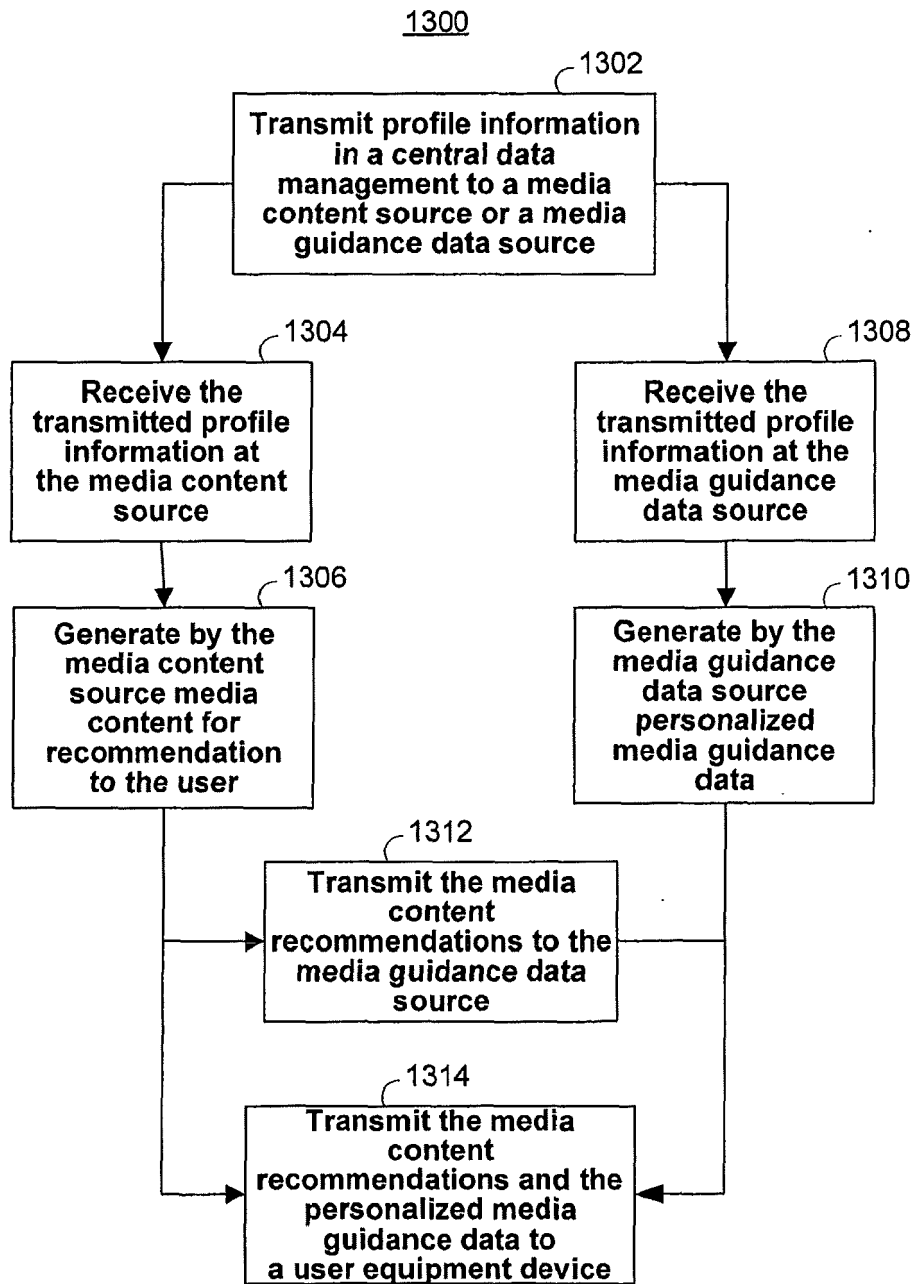 1300
1302
Transmit profile information
in a central data
management to a media
content source or a media
guidance data source
1304
Receive the
transmitted profile
information at
the media content
source
1308
Receive the
transmitted profile
information at the
media guidance
data source
1306
Generate by the
media content
source media
content for
recommendation
to the user
1310
Generate by the
media guidance
data source
personalized
media guidance
data
1312
Transmit the media
content
recommendations to the
media guidance data
source
1314
Transmit the media
content
recommendations and the
personalized media
guidance data to
a user equipment device